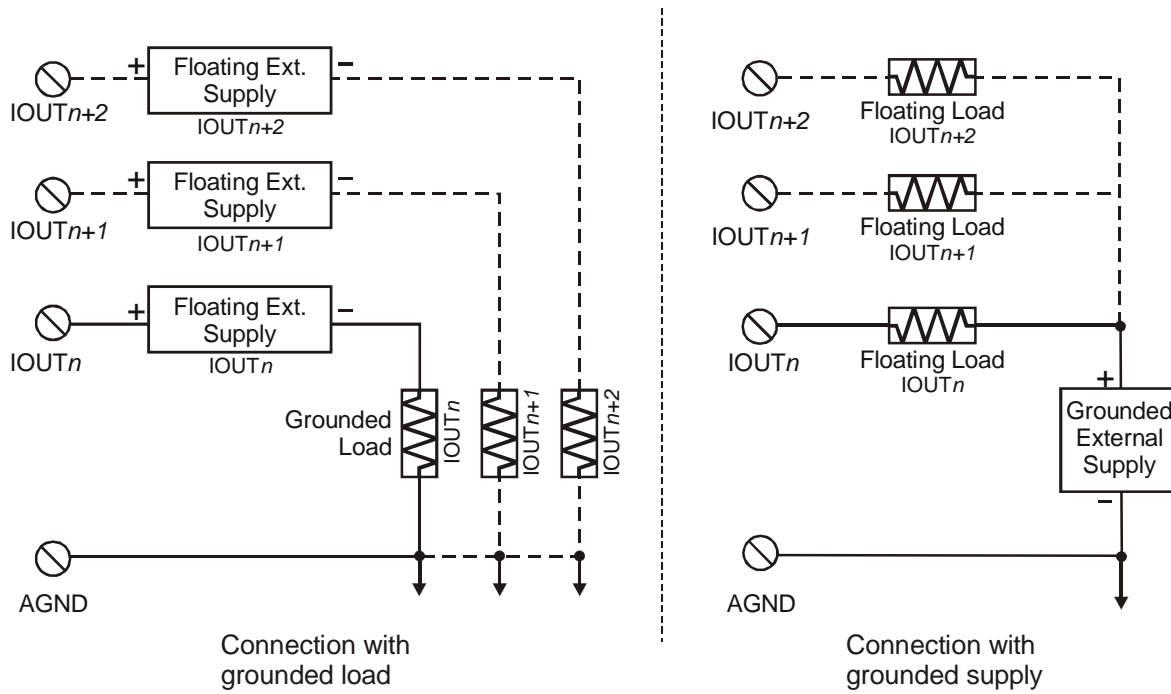 +
Floating Ext.
Supply
−
IOUTn+2
IOUTn+2
+
Floating Ext.
Supply
−
IOUTn+1
IOUTn+1
+
Floating Ext.
Supply
−
IOUTn
IOUTn
Grounded
Load
IOUTn
IOUTn+1
IOUTn+2
AGND
Connection with
grounded load
IOUTn+2
Floating Load
IOUTn+2
IOUTn+1
Floating Load
IOUTn+1
IOUTn
Floating Load
IOUTn
+
Grounded
External
Supply
−
AGND
Connection with
grounded supply